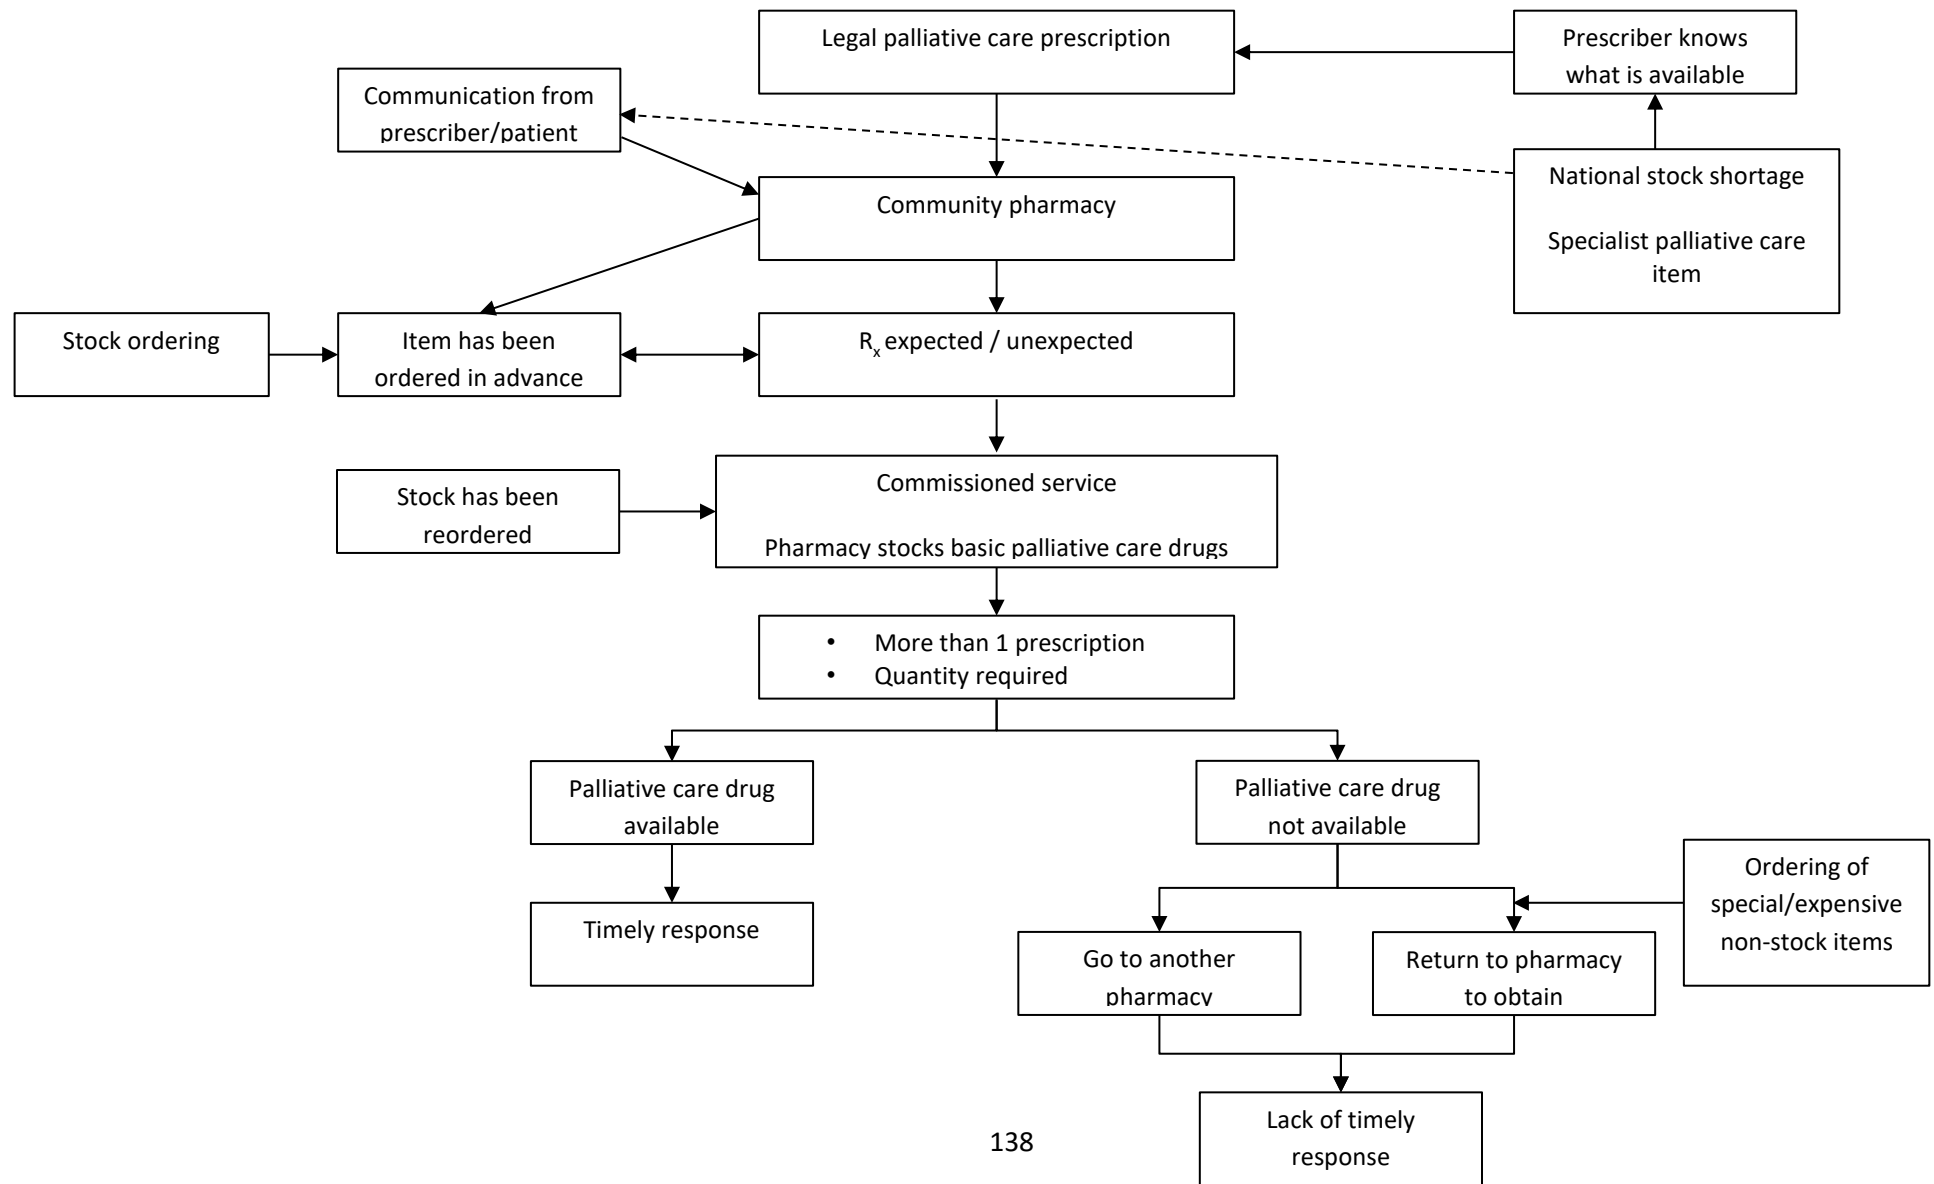 Legal palliative care prescription
Prescriber knows
what is available
Communication from
prescriber/patient
National stock shortage
Specialist palliative care
item
Community pharmacy
Stock ordering
Item has been
ordered in advance
Rx expected / unexpected
Stock has been
reordered
Commissioned service
Pharmacy stocks basic palliative care drugs
• More than 1 prescription
• Quantity required
Palliative care drug
available
Palliative care drug
not available
Timely response
Ordering of
special/expensive
non-stock items
Go to another
pharmacy
Return to pharmacy
to obtain
Lack of timely
response
138